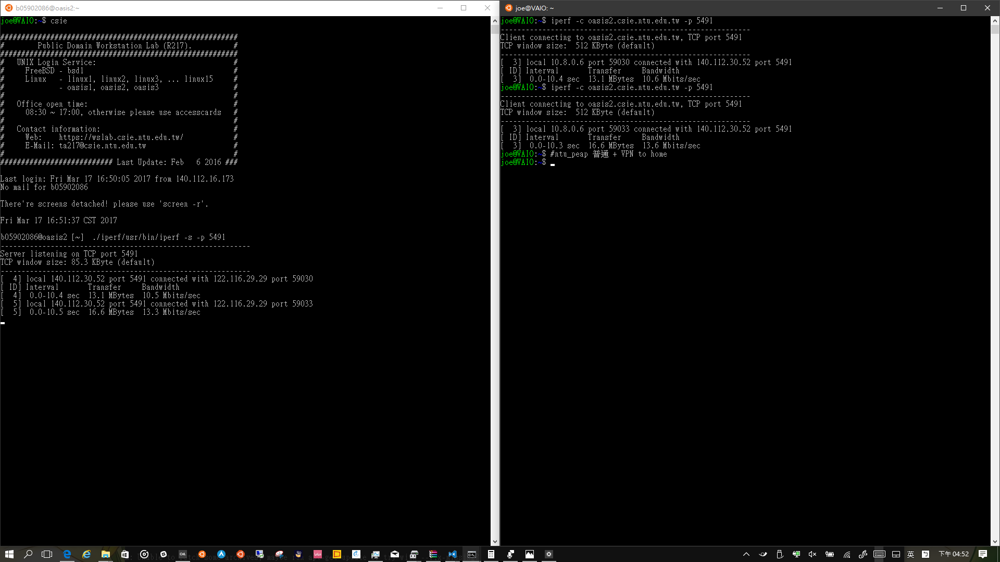 b05902086@oasis2:~
joe@VAIO:~$ csie
#########################################################
#        Public Domain Workstation Lab (R217).          #
#########################################################
#   UNIX Login Service:                                 #
#     FreeBSD - bsd1                                    #
#     Linux   - linux1, linux2, linux3, ... linux15     #
#             - oasis1, oasis2, oasis3                  #
#                                                       #
#   Office open time:                                   #
#     08:30 ~ 17:00, otherwise please use accesscards   #
#                                                       #
#   Contact information:                                #
#     Web:    https://wslab.csie.ntu.edu.tw/            #
#     E-Mail: ta217@csie.ntu.edu.tw                     #
#                                                       #
########################### Last Update: Feb   6 2016 ###
Last login: Fri Mar 17 16:50:05 2017 from 140.112.16.173
No mail for b05902086
There're screens detached! please use 'screen -r'.
Fri Mar 17 16:51:37 CST 2017
b05902086@oasis2 [~]  ./iperf/usr/bin/iperf -s -p 5491
------------------------------------------------------------
Server listening on TCP port 5491
TCP window size: 85.3 KByte (default)
------------------------------------------------------------
[  4] local 140.112.30.52 port 5491 connected with 122.116.29.29 port 59030
[ ID] Interval       Transfer     Bandwidth
[  4]  0.0-10.4 sec  13.1 MBytes  10.5 Mbits/sec
[  5] local 140.112.30.52 port 5491 connected with 122.116.29.29 port 59033
[  5]  0.0-10.5 sec  16.6 MBytes  13.3 Mbits/sec
joe@VAIO: ~
joe@VAIO:~$ iperf -c oasis2.csie.ntu.edu.tw -p 5491
------------------------------------------------------------
Client connecting to oasis2.csie.ntu.edu.tw, TCP port 5491
TCP window size:  512 KByte (default)
------------------------------------------------------------
[  3] local 10.8.0.6 port 59030 connected with 140.112.30.52 port 5491
[ ID] Interval       Transfer     Bandwidth
[  3]  0.0-10.4 sec  13.1 MBytes  10.6 Mbits/sec
joe@VAIO:~$ iperf -c oasis2.csie.ntu.edu.tw -p 5491
------------------------------------------------------------
Client connecting to oasis2.csie.ntu.edu.tw, TCP port 5491
TCP window size:  512 KByte (default)
------------------------------------------------------------
[  3] local 10.8.0.6 port 59033 connected with 140.112.30.52 port 5491
[ ID] Interval       Transfer     Bandwidth
[  3]  0.0-10.3 sec  16.6 MBytes  13.6 Mbits/sec
joe@VAIO:~$ #ntu_peap 普通 + VPN to home
joe@VAIO:~$
英
下午 04:52